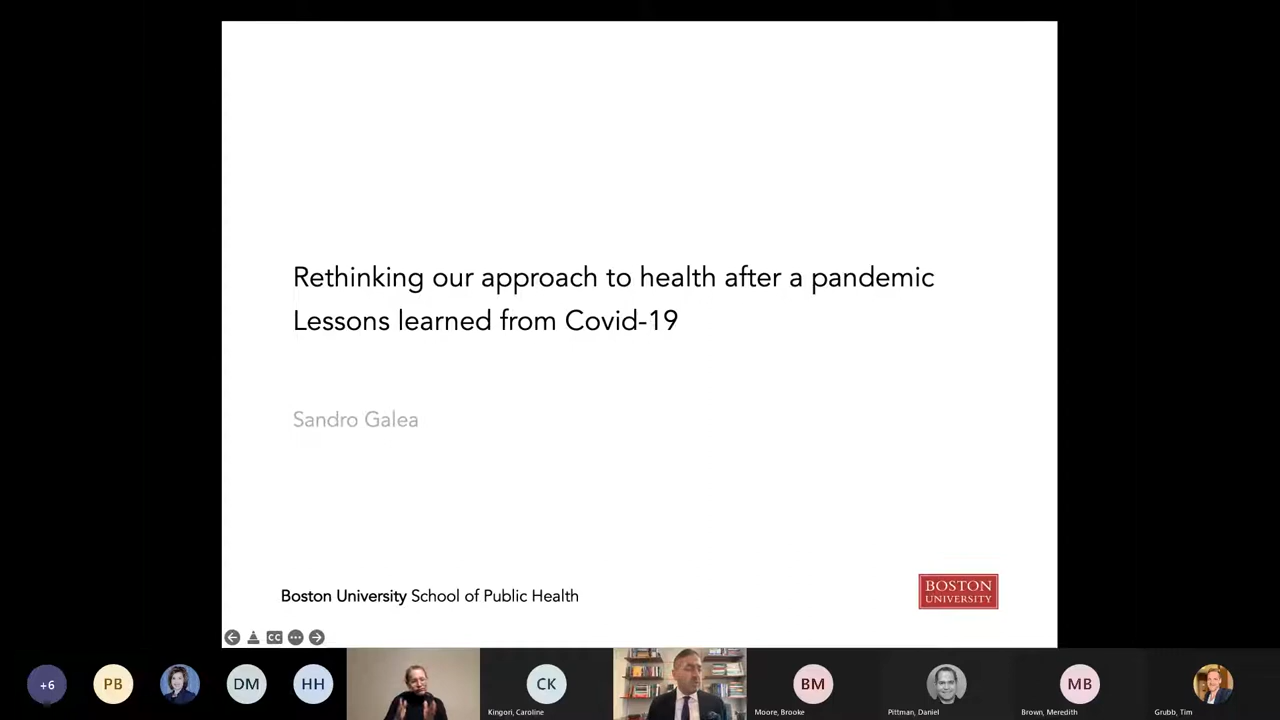 Rethinking our approach to health after a pandemic
Lessons learned from Covid-19
Sandro Galea
Boston University School of Public Health
BOSTON
UNIVERSITY
CC
+6
PB
DM
HH
CK
Kingori, Caroline
BM
Moore, Brooke
Pittman, Daniel
MB
Brown, Meredith
Grubb, Tim